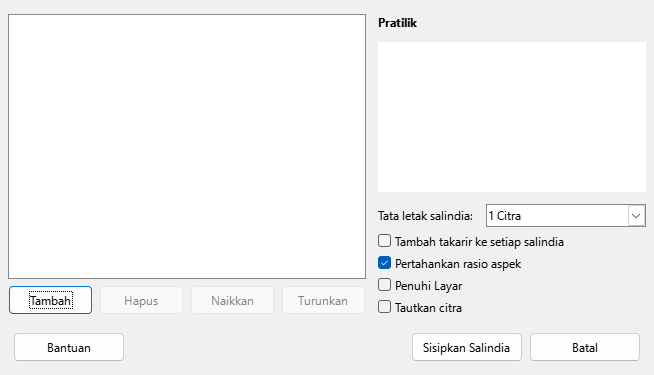 Pratilik
Tata letak salindia:
1 Citra
Tambah takarir ke setiap salindia
Pertahankan rasio aspek
Penuhi Layar
Tautkan citra
Tambah
Hapus
Naikkan
Turunkan
Bantuan
Sisipkan Salindia
Batal